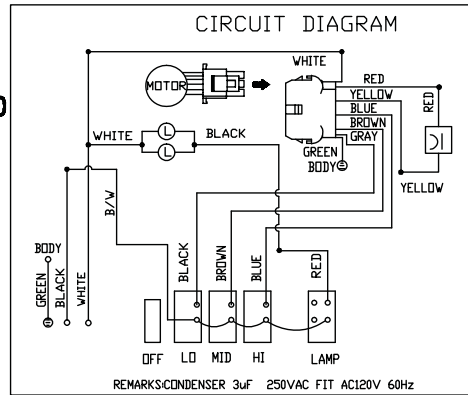 CIRCUIT DIAGRAM
WHITE
RED
MOTOR
YELLOW
BLUE
RED
BROWN
WHITE
L
BLACK
GRAY
L
GREEN
BODY
YELLOW
B/W
BODY
GREEN
BLACK
WHITE
BLACK
BROWN
BLUE
RED
OFF
LO
MID
HI
LAMP
REMARKS:CONDENSER 3uF 250VAC FIT AC120V 60Hz